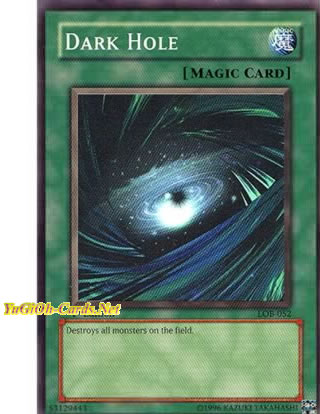 DARK HOLE
魔
[MAGIC CARD]
LOB-052
YuGiOh-Cards.Net
Destroys all monsters on the field.
53129443
©1996 KAZUKI TAKAHASHI